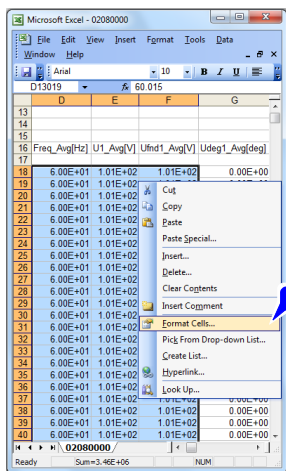 Microsoft Excel - 02080000
File Edit View Insert Format Tools Data
Window Help
Arial 10 B I U
D13019 fx 60.015
D E F G
13
14
15
16 Freq_Avg[Hz] U1_Avg[V] Ufnd1_Avg[V] Udeg1_Avg[deg]
17
18 6.00E+01 1.01E+02 1.01E+02 0.00E+00
19 6.00E+01 1.01E+02
20 6.00E+01 1.01E+02
21 6.00E+01 1.01E+02
22 6.00E+01 1.01E+02
23 6.00E+01 1.01E+02
24 6.00E+01 1.01E+02
25 6.00E+01 1.01E+02
26 6.00E+01 1.01E+02
27 6.00E+01 1.01E+02
28 6.00E+01 1.01E+02
29 6.00E+01 1.01E+02
30 6.00E+01 1.01E+02
31 6.00E+01 1.01E+02
32 6.00E+01 1.01E+02
33 6.00E+01 1.01E+02
34 6.00E+01 1.01E+02
35 6.00E+01 1.01E+02
36 6.00E+01 1.01E+02
37 6.00E+01 1.01E+02 0.00E+00
38 6.00E+01 1.01E+02 1.01E+02 0.00E+00
39 6.00E+01 1.01E+02 1.01E+02 0.00E+00
40 6.00E+01 1.01E+02 1.01E+02 0.00E+00
Cut
Copy
Paste
Paste Special...
Insert...
Delete...
Clear Contents
Insert Comment
Format Cells...
Pick From Drop-down List...
Create List...
Hyperlink...
Look Up...
02080000
Ready Sum=3.46E+06 NUM